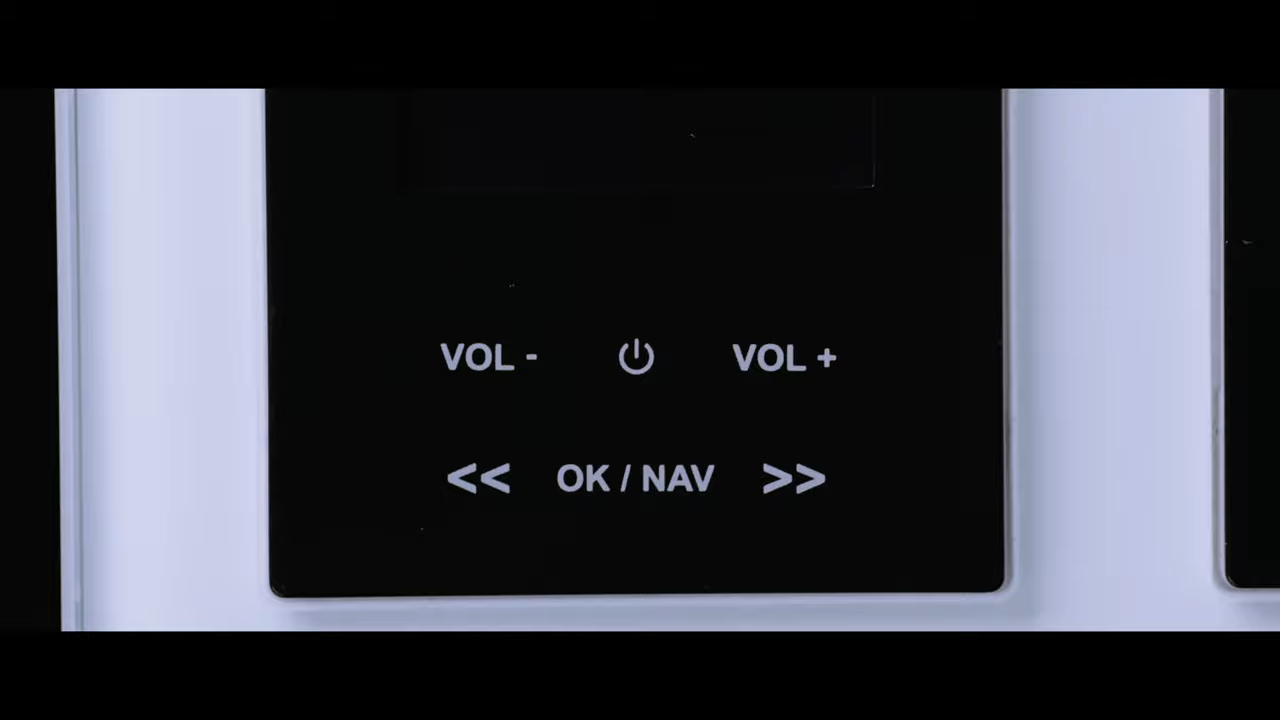 VOL - VOL +
<< OK / NAV >>